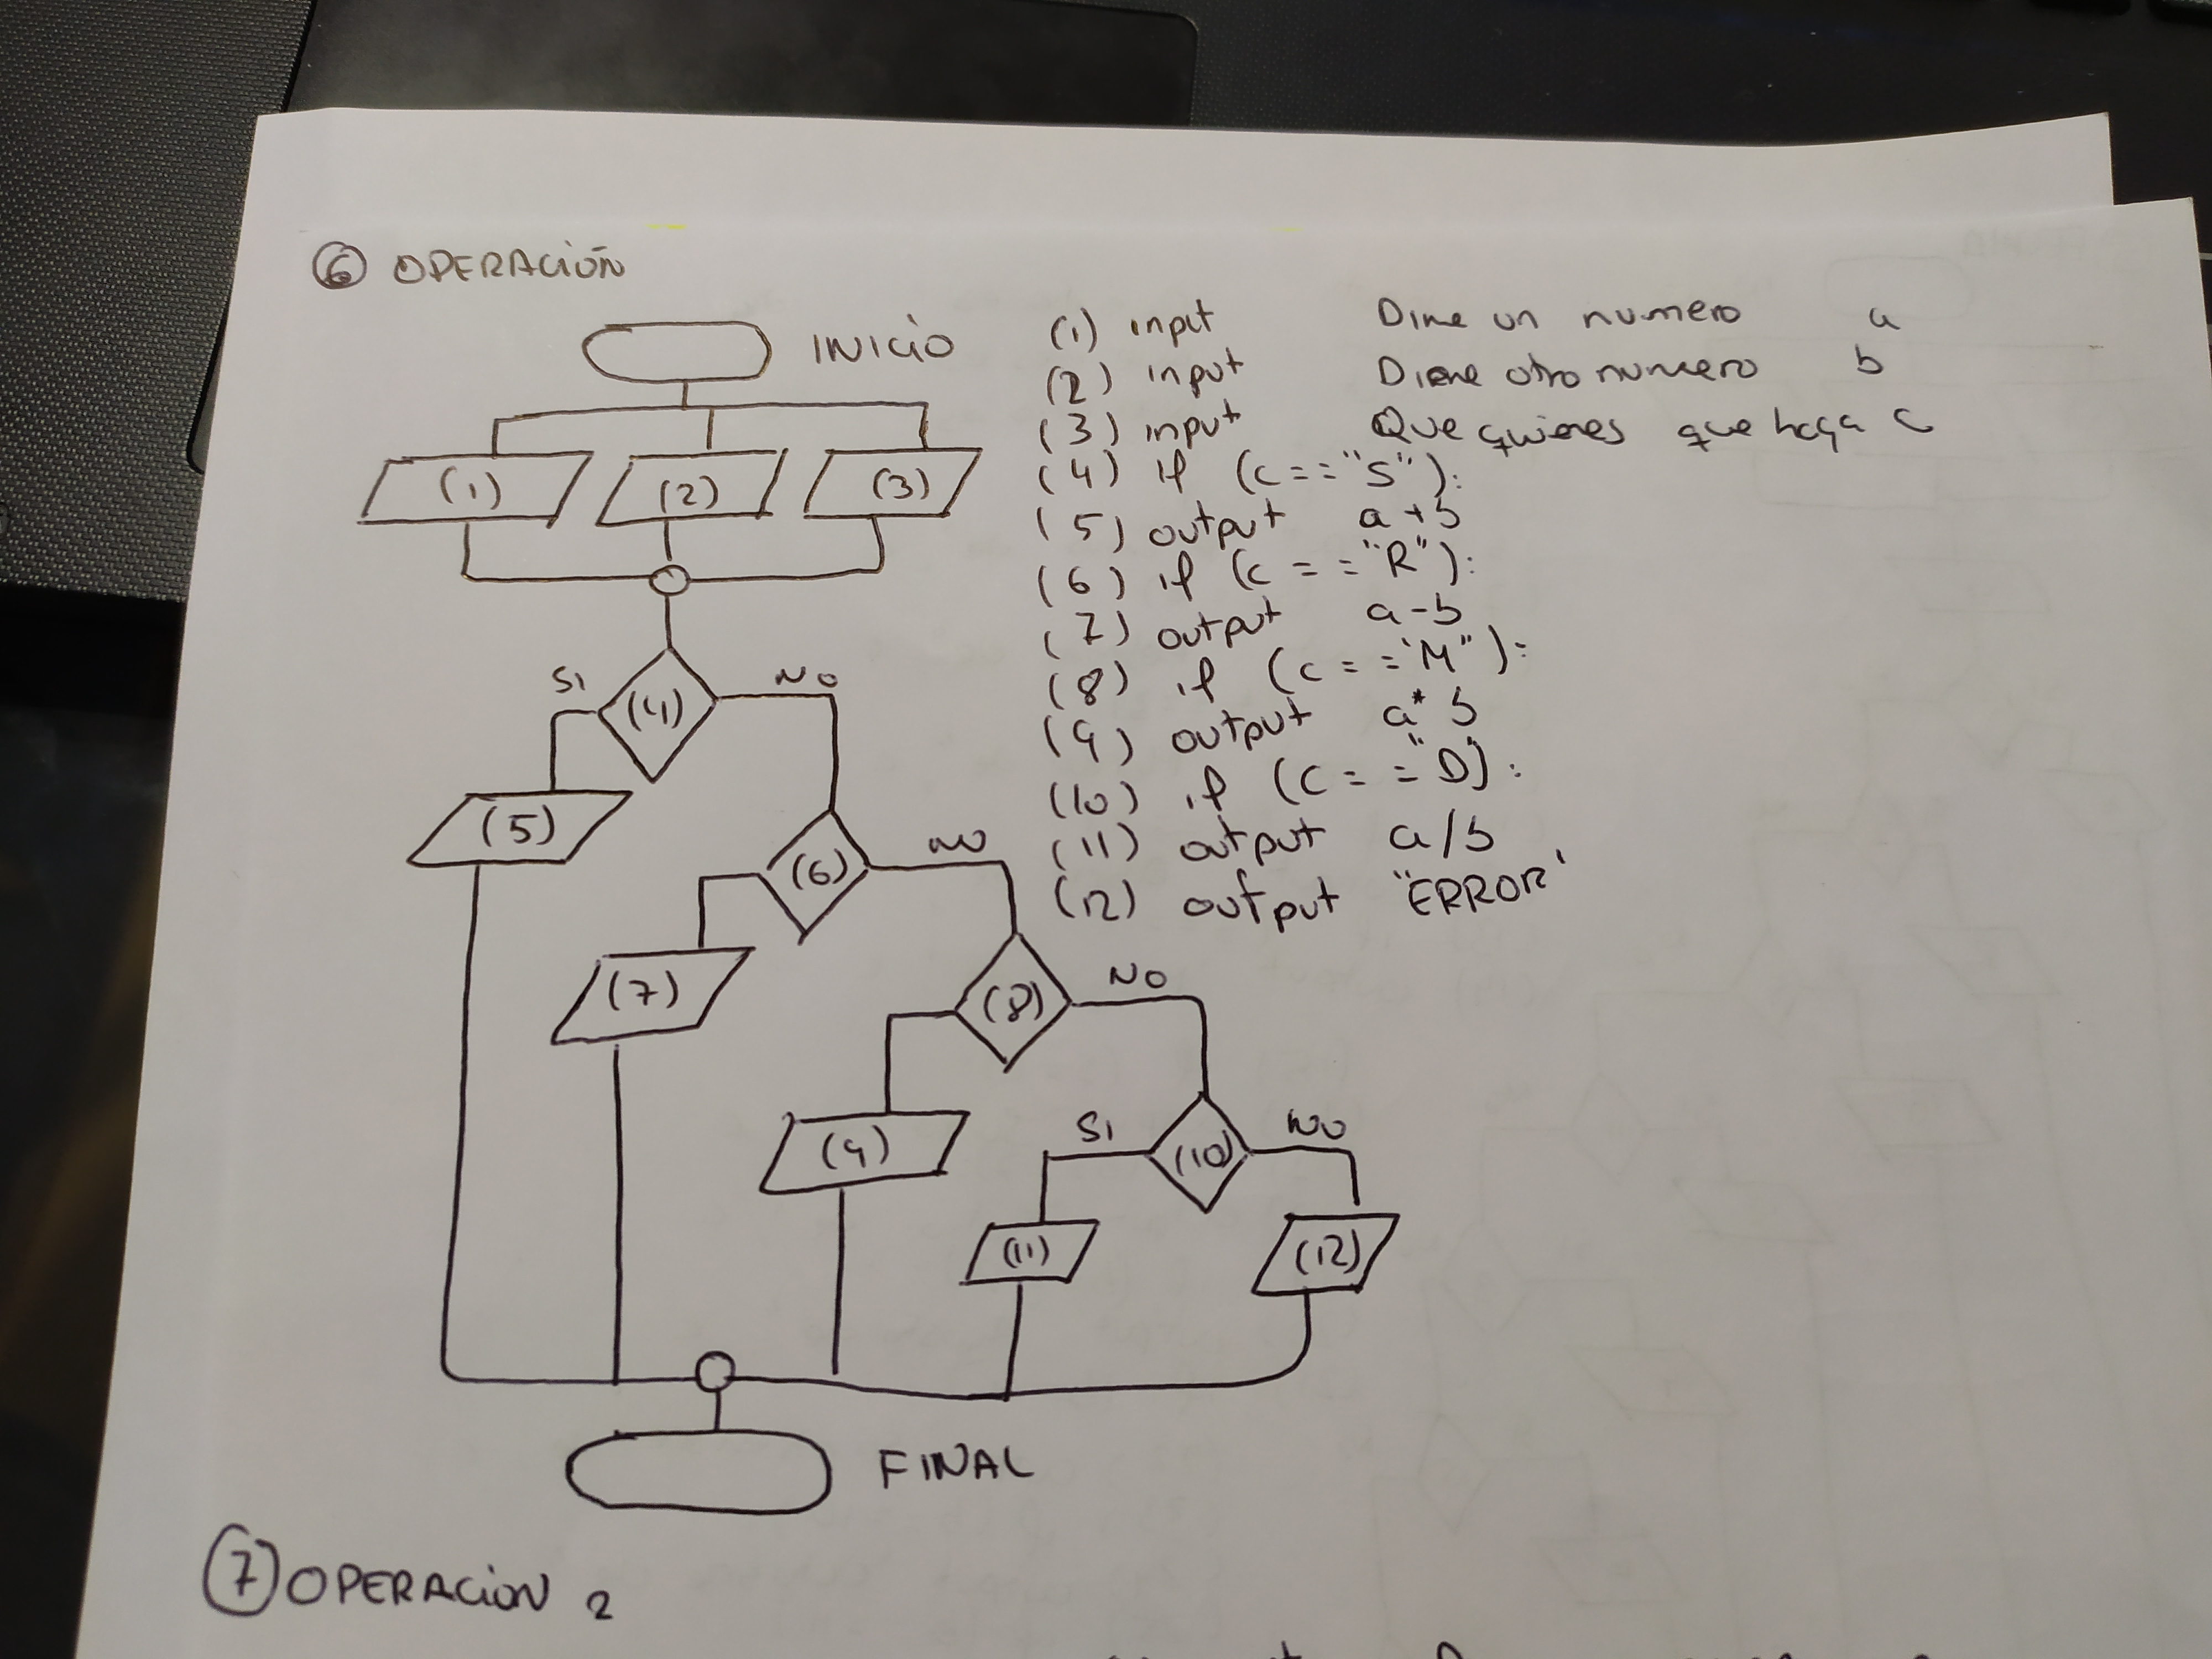 6 OPERACIÓN
INICIO
(1) input Dime un numero a
(2) input Dime otro numero b
(3) input Que quieres que haga c
(4) if (c=="S"):
(5) output a+b
(6) if (c=="R"):
(7) output a-b
(8) if (c=="M"):
(9) output a*b
(10) if (c=="D"):
(11) output a/b
(12) output "ERROR"
(1) (2) (3)
SI (4) NO
(5)
(6) NO
(7)
(8) NO
(9)
SI (10) NO
(11) (12)
FINAL
7 OPERACION 2